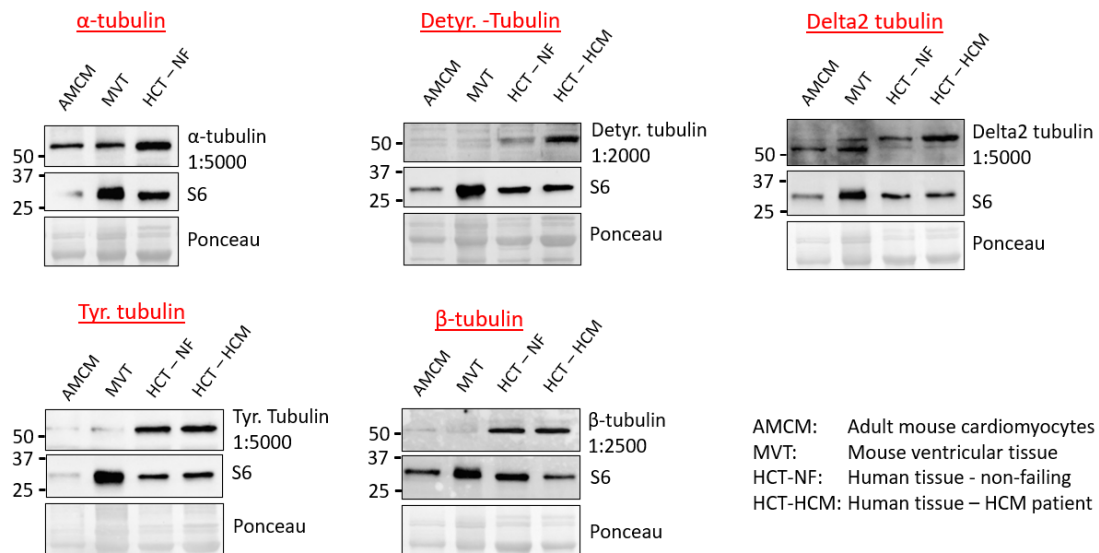 α-tubulin
AMCM
MVT
HCT – NF
50
α-tubulin
1:5000
37
25
S6
Ponceau
Detyr. -Tubulin
AMCM
MVT
HCT – NF
HCT – HCM
50
Detyr. tubulin
1:2000
37
25
S6
Ponceau
Delta2 tubulin
AMCM
MVT
HCT – NF
HCT – HCM
50
Delta2 tubulin
1:5000
37
25
S6
Ponceau
Tyr. tubulin
AMCM
MVT
HCT – NF
HCT – HCM
50
Tyr. Tubulin
1:5000
37
25
S6
Ponceau
β-tubulin
AMCM
MVT
HCT – NF
HCT – HCM
50
β-tubulin
1:2500
37
25
S6
Ponceau
AMCM: Adult mouse cardiomyocytes
MVT: Mouse ventricular tissue
HCT-NF: Human tissue - non-failing
HCT-HCM: Human tissue – HCM patient